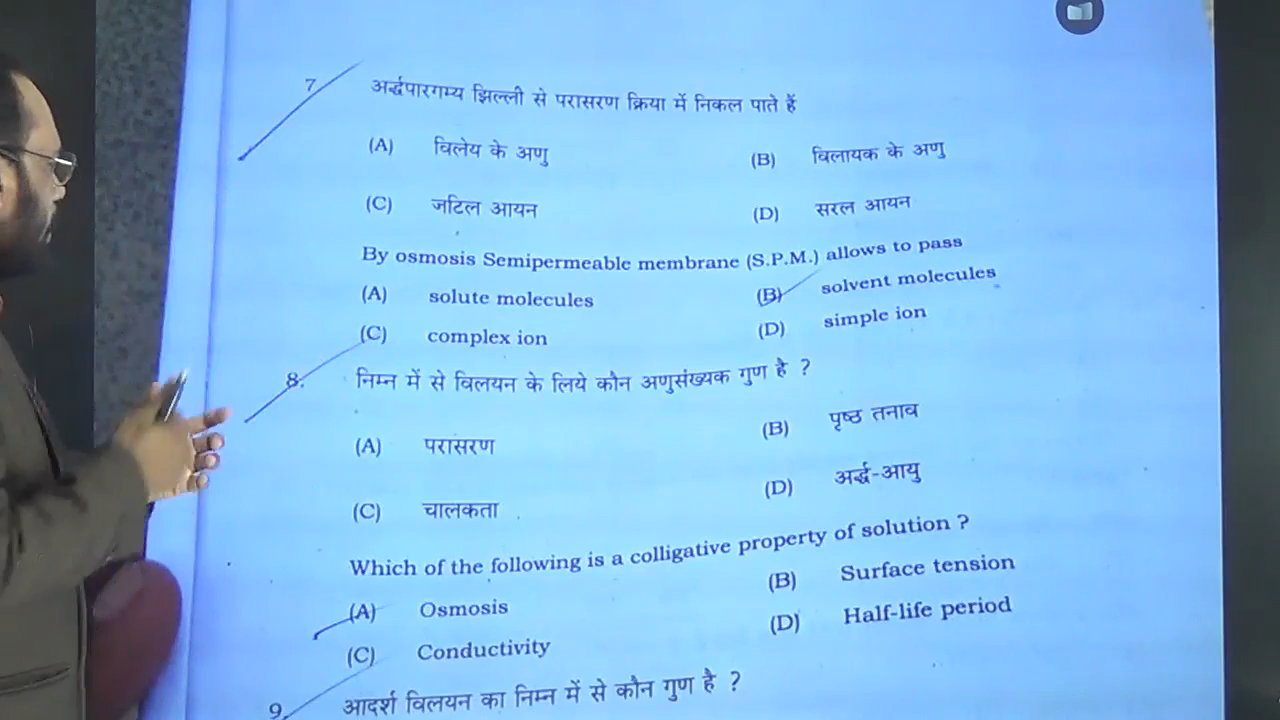 7 अर्द्धपारगम्य झिल्ली से परासरण क्रिया में निकल पाते हैं
(A) विलेय के अणु (B) विलायक के अणु
(C) जटिल आयन (D) सरल आयन
By osmosis Semipermeable membrane (S.P.M.) allows to pass
(A) solute molecules (B) solvent molecules
(C) complex ion (D) simple ion
8. निम्न में से विलयन के लिये कौन अणुसंख्यक गुण है ?
(A) परासरण (B) पृष्ठ तनाव
(C) चालकता (D) अर्द्ध-आयु
Which of the following is a colligative property of solution ?
(A) Osmosis (B) Surface tension
(C) Conductivity (D) Half-life period
9. आदर्श विलयन का निम्न में से कौन गुण है ?